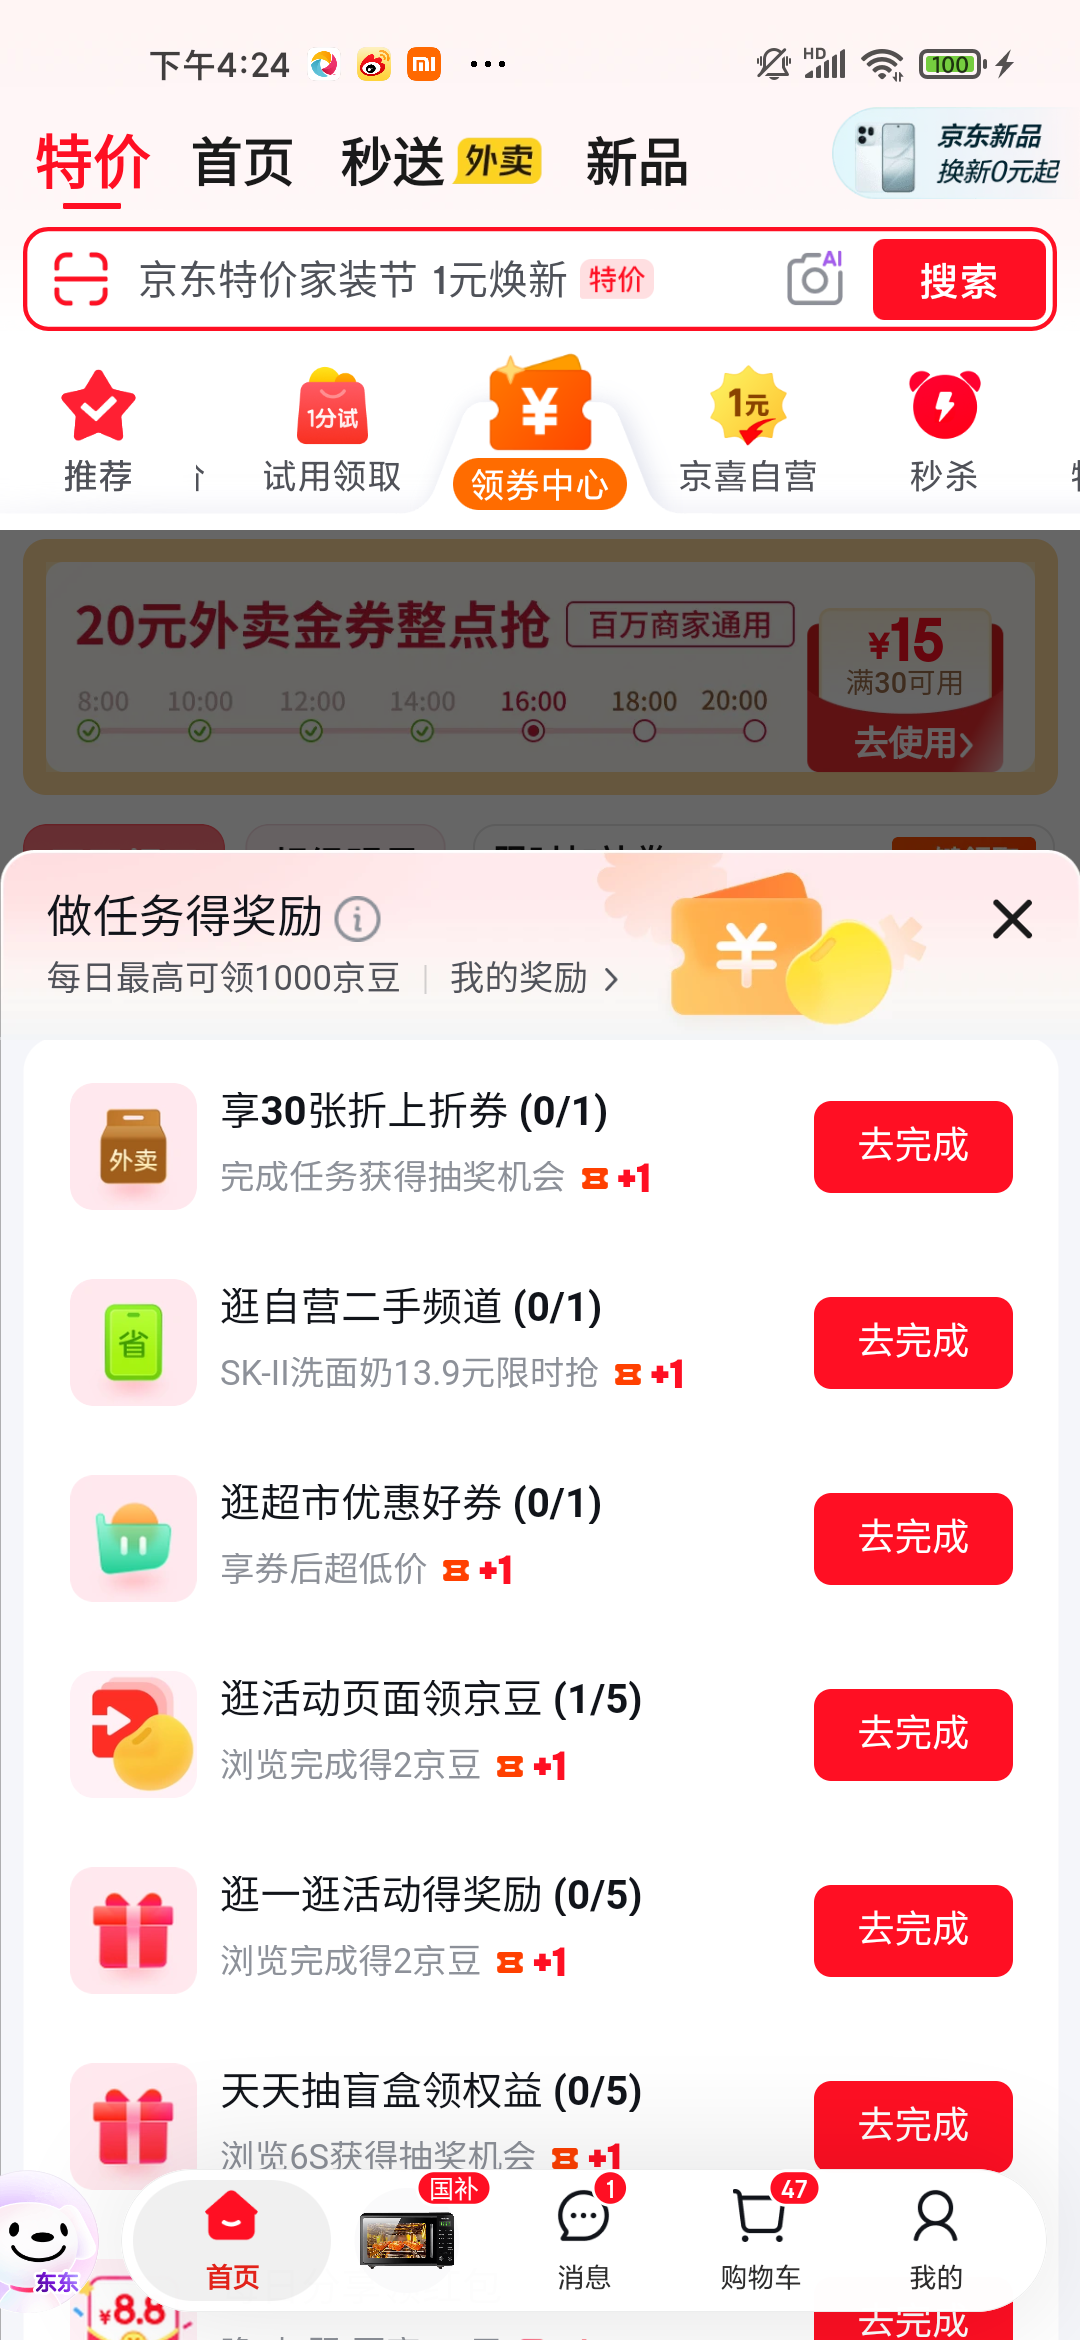 下午4:24
HD
100
特价
首页
秒送
外卖
新品
京东新品
换新0元起
京东特价家装节 1元焕新
特价
AI
搜索
推荐
1分试
试用领取
¥
领券中心
1元
京喜自营
秒杀
20元外卖金券整点抢
百万商家通用
8:00 10:00 12:00 14:00 16:00 18:00 20:00
¥15
满30可用
去使用>
做任务得奖励
每日最高可领1000京豆 | 我的奖励 >
¥
外卖
享30张折上折券 (0/1)
完成任务获得抽奖机会 +1
去完成
省
逛自营二手频道 (0/1)
SK-II洗面奶13.9元限时抢 +1
去完成
逛超市优惠好券 (0/1)
享券后超低价 +1
去完成
逛活动页面领京豆 (1/5)
浏览完成得2京豆 +1
去完成
逛一逛活动得奖励 (0/5)
浏览完成得2京豆 +1
去完成
天天抽盲盒领权益 (0/5)
浏览6S获得抽奖机会 +1
去完成
东东
首页
国补
1
消息
47
购物车
我的
¥8.8
去完成